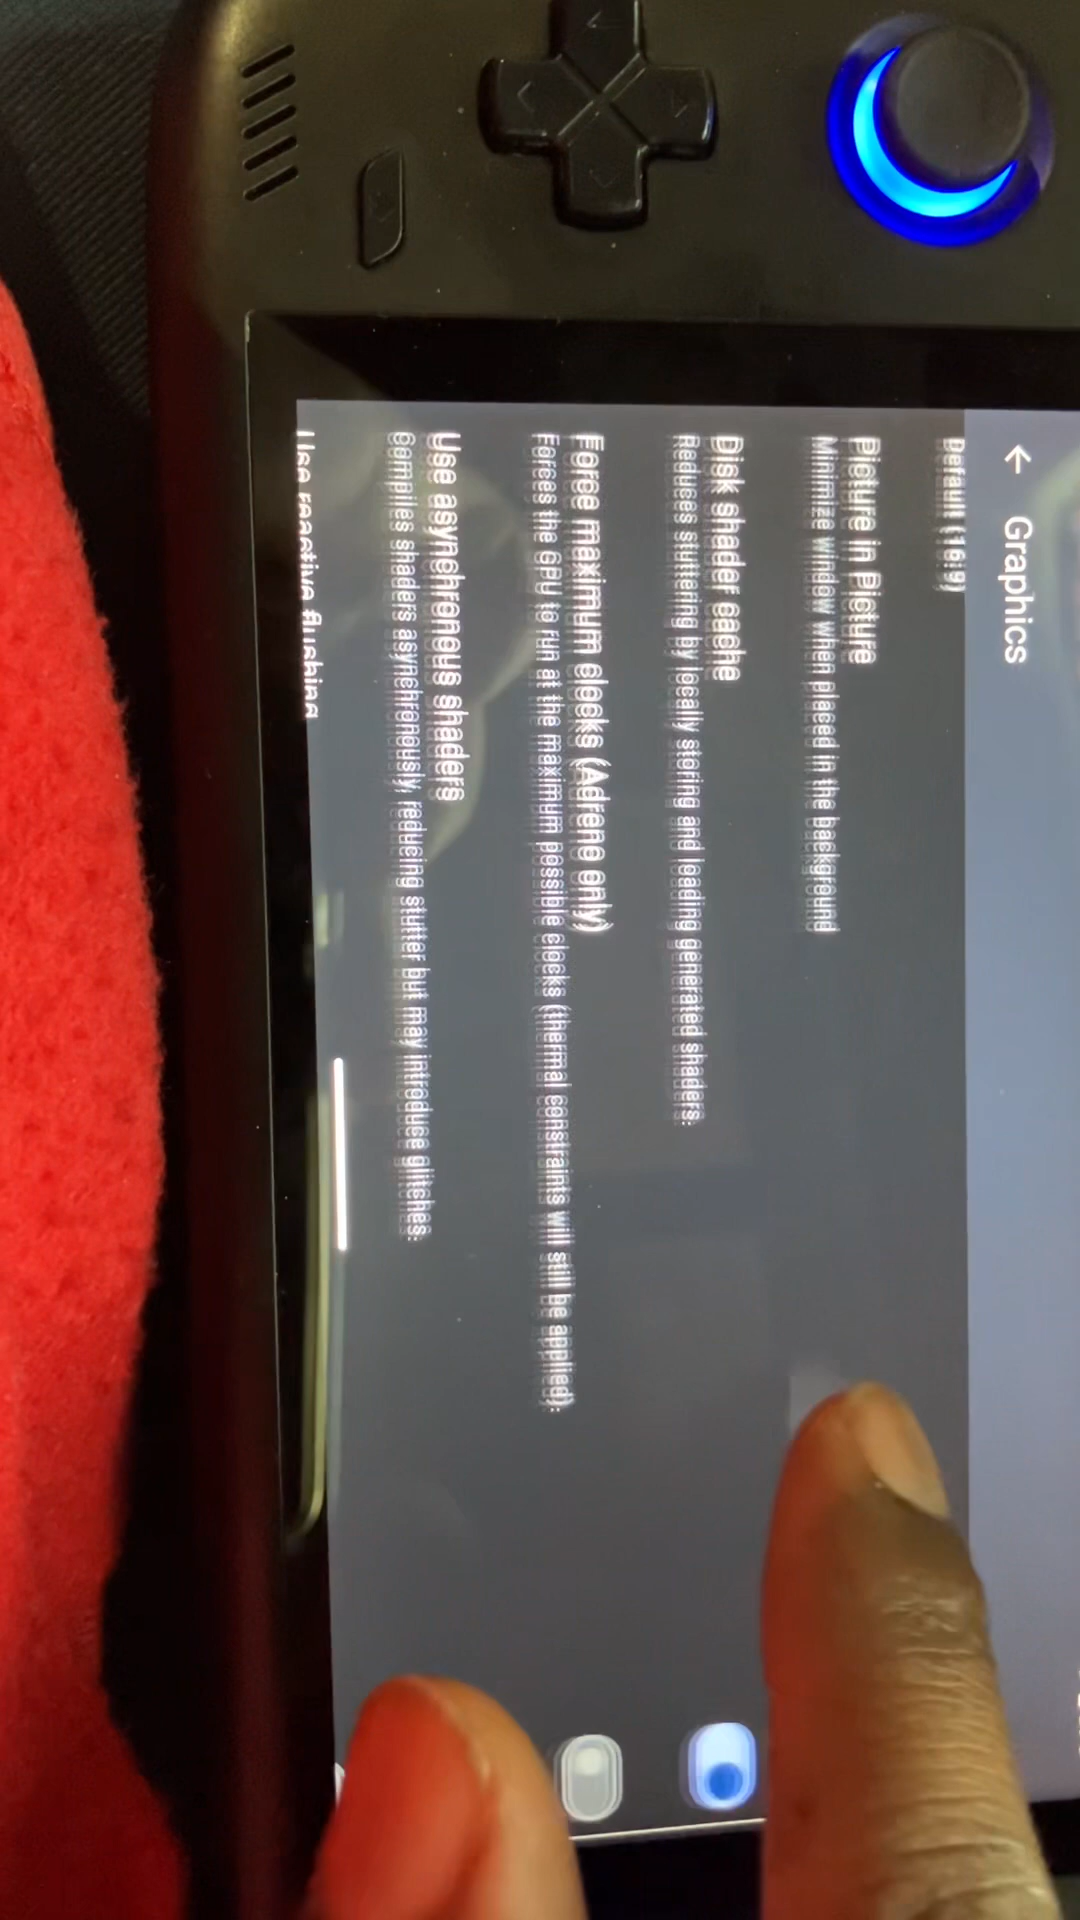 ← Graphics
Default (16:9)
Picture in Picture
Minimize window when placed in the background
Disk shader cache
Reduces stuttering by locally storing and loading generated shaders.
Force maximum clocks (Adreno only)
Forces the GPU to run at the maximum possible clocks (thermal constraints will still be applied).
Use asynchronous shaders
Compiles shaders asynchronously, reducing stutter but may introduce glitches.
Use reactive flushing